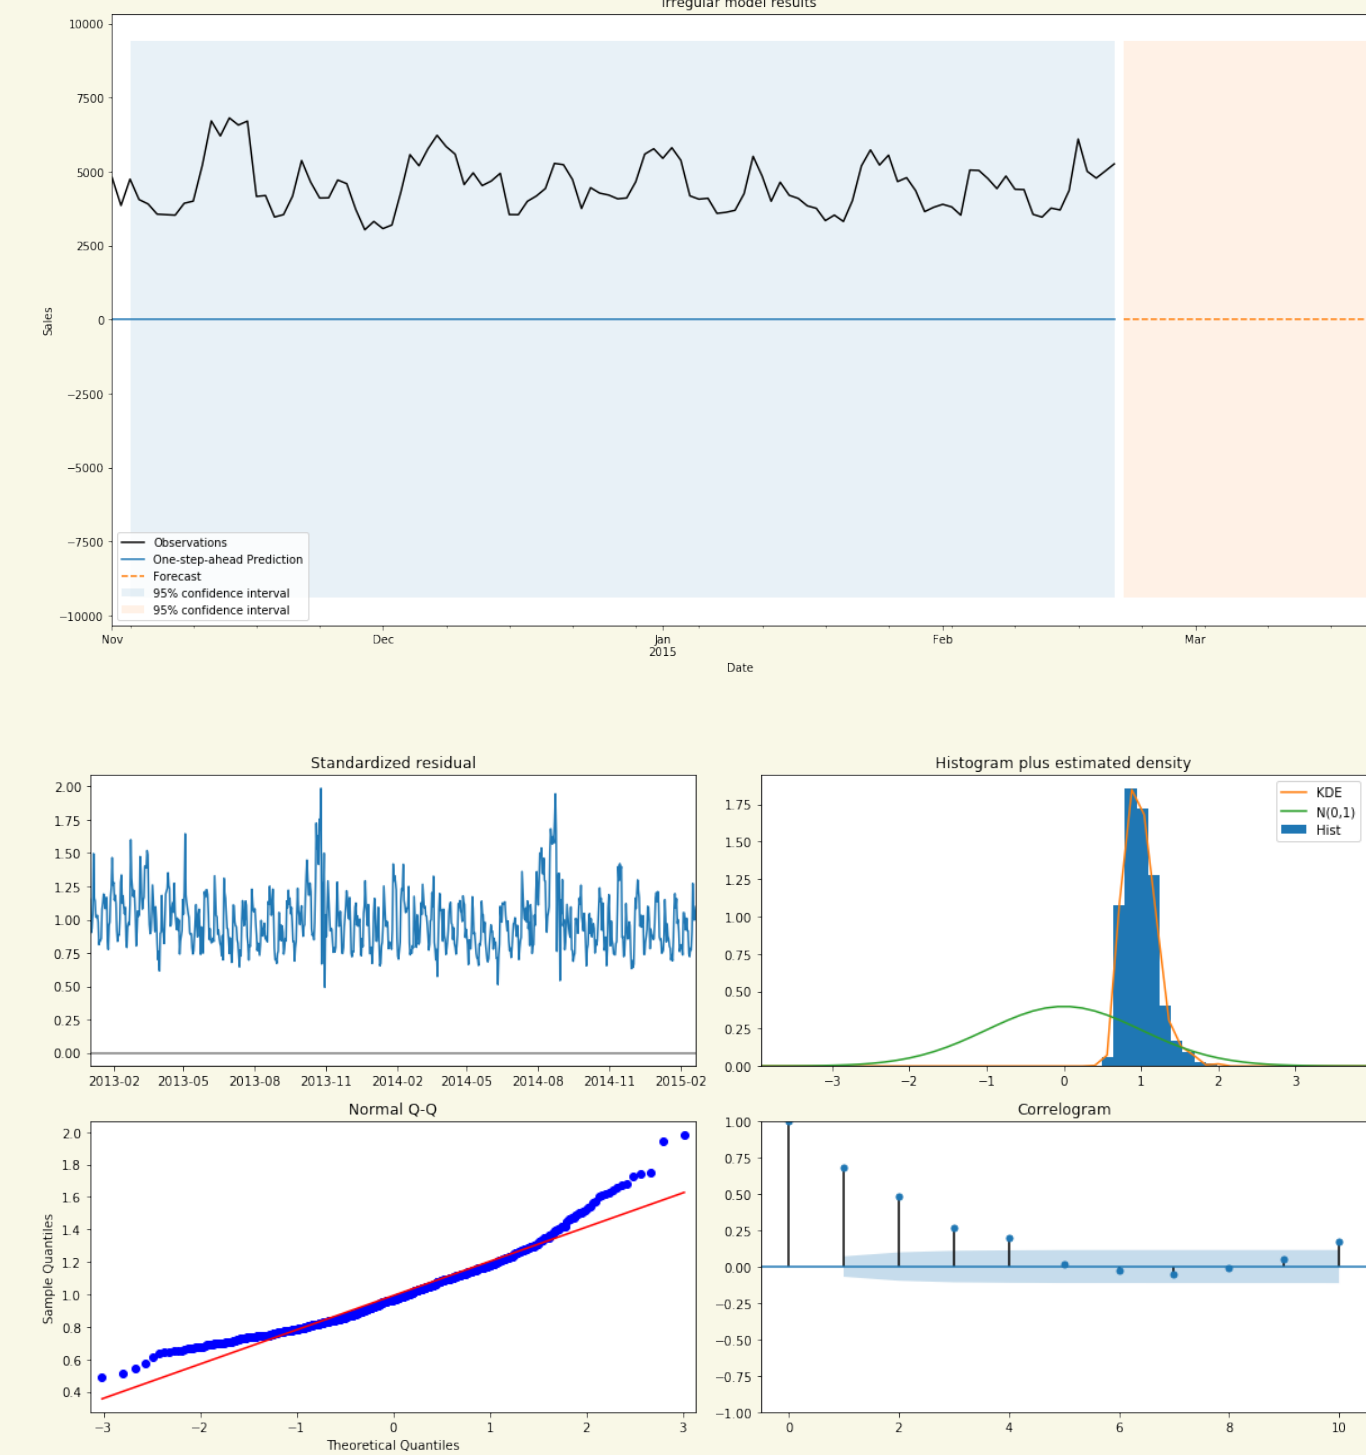 Irregular model results
10000
7500
5000
2500
0
−2500
−5000
−7500
−10000
Sales
Observations
One-step-ahead Prediction
Forecast
95% confidence interval
95% confidence interval
Nov Dec Jan Feb Mar
2015
Date
Standardized residual
2.00
1.75
1.50
1.25
1.00
0.75
0.50
0.25
0.00
2013-02 2013-05 2013-08 2013-11 2014-02 2014-05 2014-08 2014-11 2015-02
Histogram plus estimated density
KDE
N(0,1)
Hist
1.75
1.50
1.25
1.00
0.75
0.50
0.25
0.00
−3 −2 −1 0 1 2 3
Normal Q-Q
2.0
1.8
1.6
1.4
1.2
1.0
0.8
0.6
0.4
Sample Quantiles
−3 −2 −1 0 1 2 3
Theoretical Quantiles
Correlogram
1.00
0.75
0.50
0.25
0.00
−0.25
−0.50
−0.75
−1.00
0 2 4 6 8 10